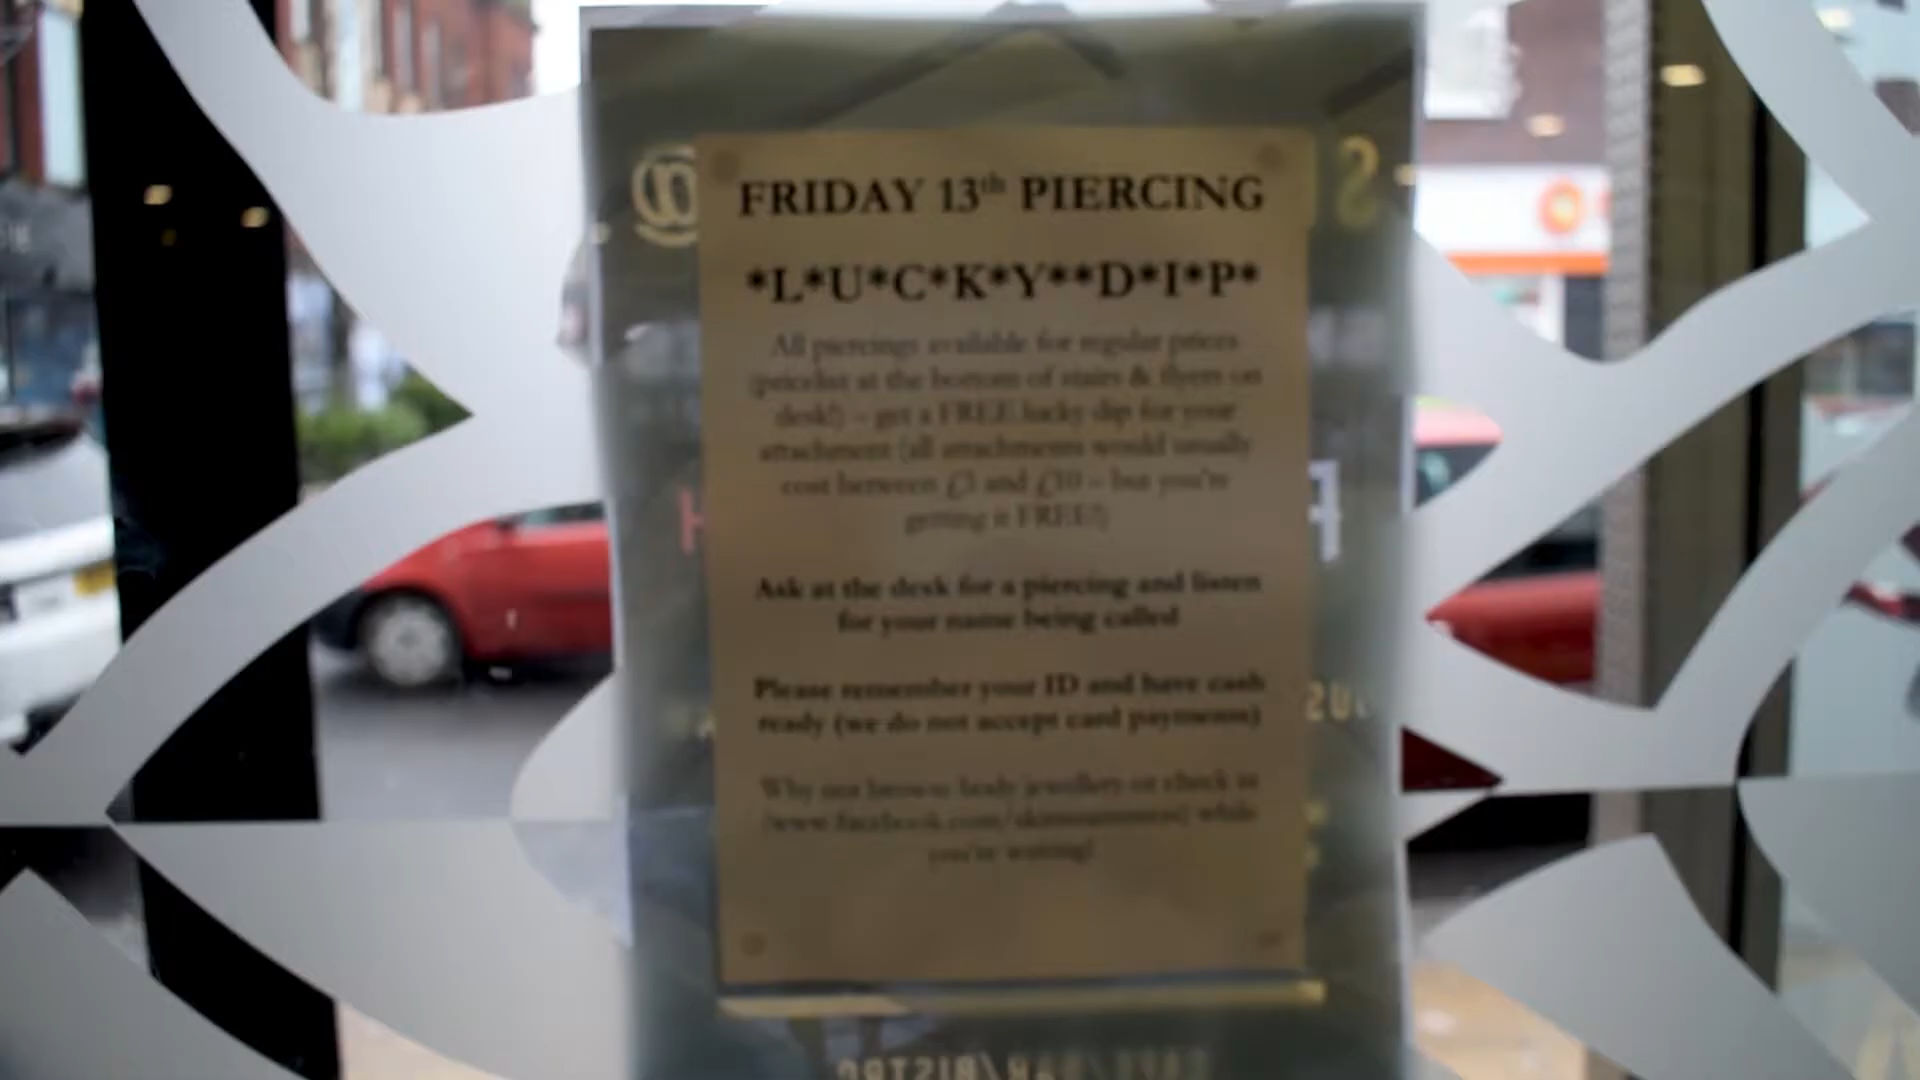 FRIDAY 13th PIERCING
*L*U*C*K*Y**D*I*P*
All piercings available for regular prices
(pricelist at the bottom of stairs & flyers on
desk!) – get a FREE lucky dip for your
attachment (all attachments would usually
cost between and £10 – but you're
getting it FREE!)
Ask at the desk for a piercing and listen
for your name being called
Please remember your ID and have cash
ready (we do not accept card payments)
Why not browse body jewellery or check in
while
you're waiting!